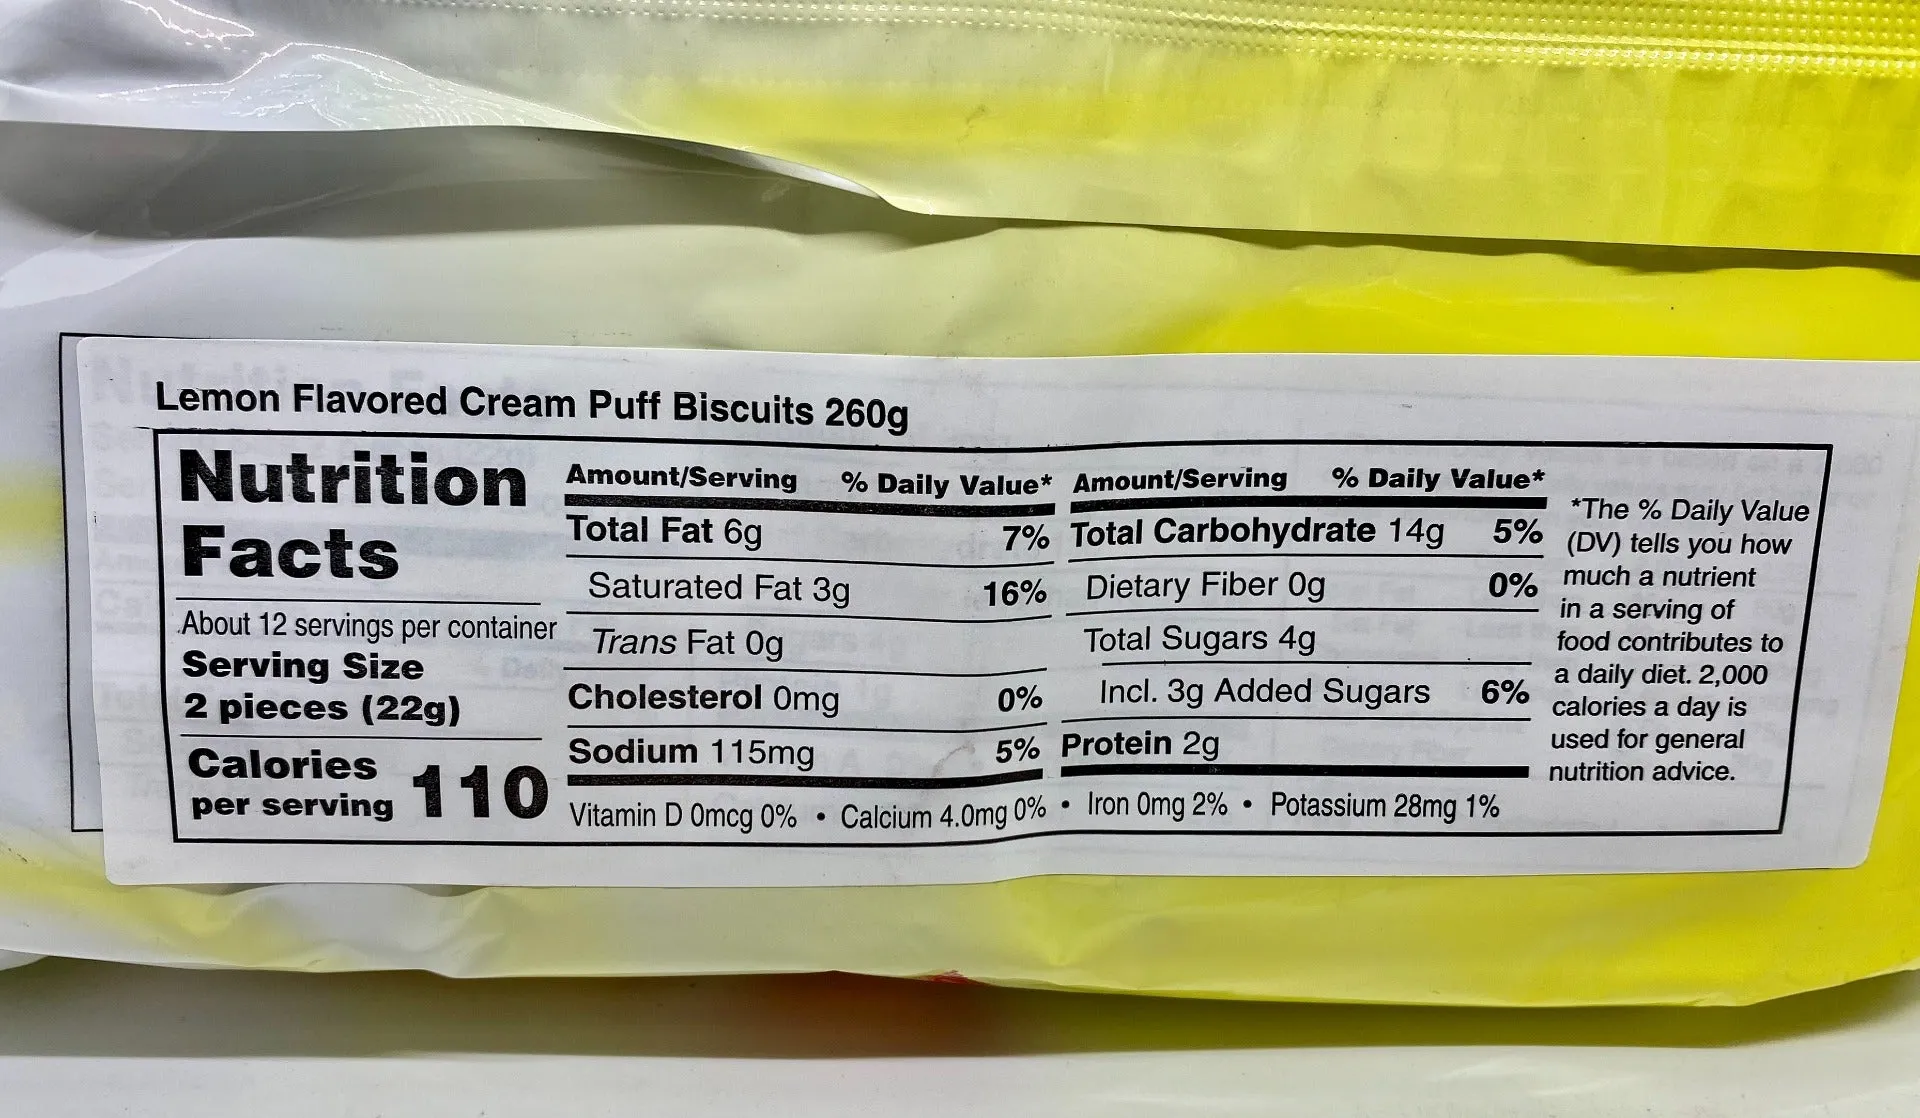 Lemon Flavored Cream Puff Biscuits 260g
Nutrition
Facts
About 12 servings per container
Serving Size
2 pieces (22g)
Calories
per serving 110
Amount/Serving % Daily Value*
Total Fat 6g 7%
Saturated Fat 3g 16%
Trans Fat 0g
Cholesterol 0mg 0%
Sodium 115mg 5%
Amount/Serving % Daily Value*
Total Carbohydrate 14g 5%
Dietary Fiber 0g 0%
Total Sugars 4g
Incl. 3g Added Sugars 6%
Protein 2g
Vitamin D 0mcg 0% • Calcium 4.0mg 0% • Iron 0mg 2% • Potassium 28mg 1%
*The % Daily Value
(DV) tells you how
much a nutrient
in a serving of
food contributes to
a daily diet. 2,000
calories a day is
used for general
nutrition advice.